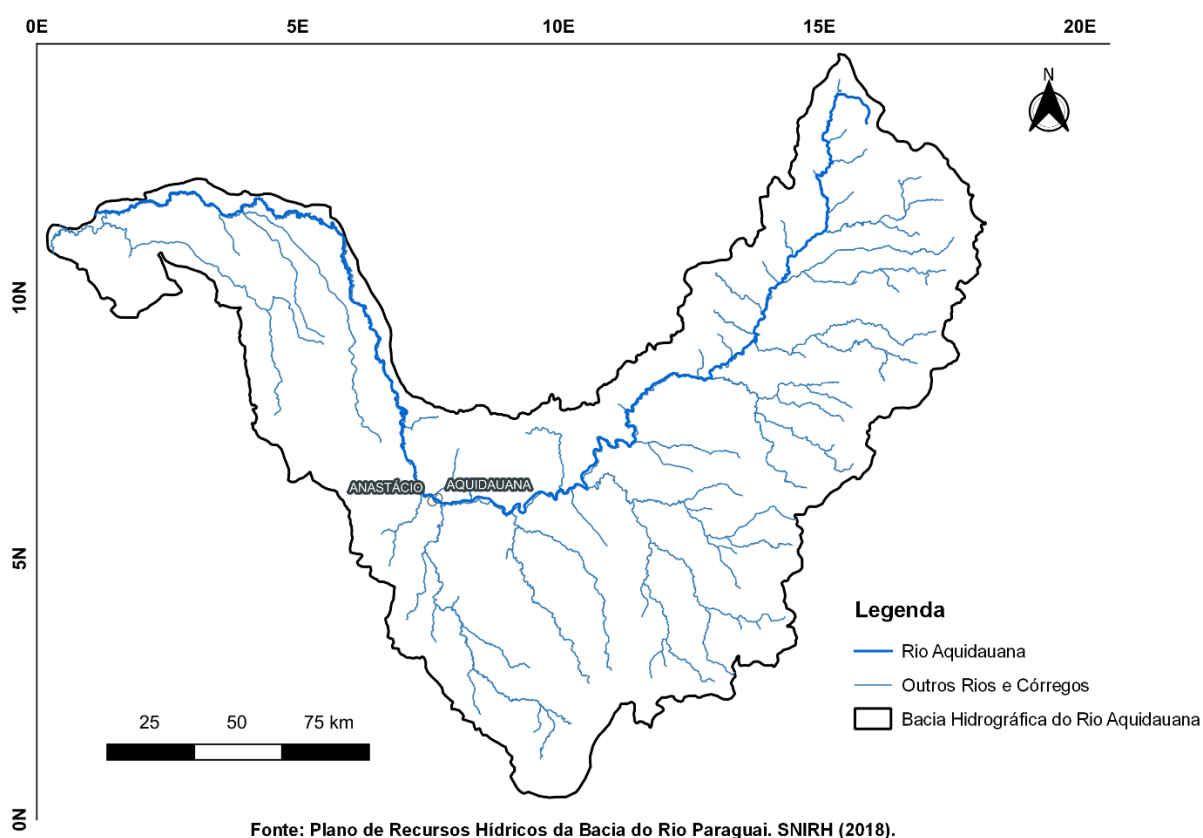 0E 5E 10E 15E 20E
N
10N
ANASTÁCIO AQUIDAUANA
5N
Legenda
Rio Aquidauana
Outros Rios e Córregos
25 50 75 km
Bacia Hidrográfica do Rio Aquidauana
0N
Fonte: Plano de Recursos Hídricos da Bacia do Rio Paraguai. SNIRH (2018).